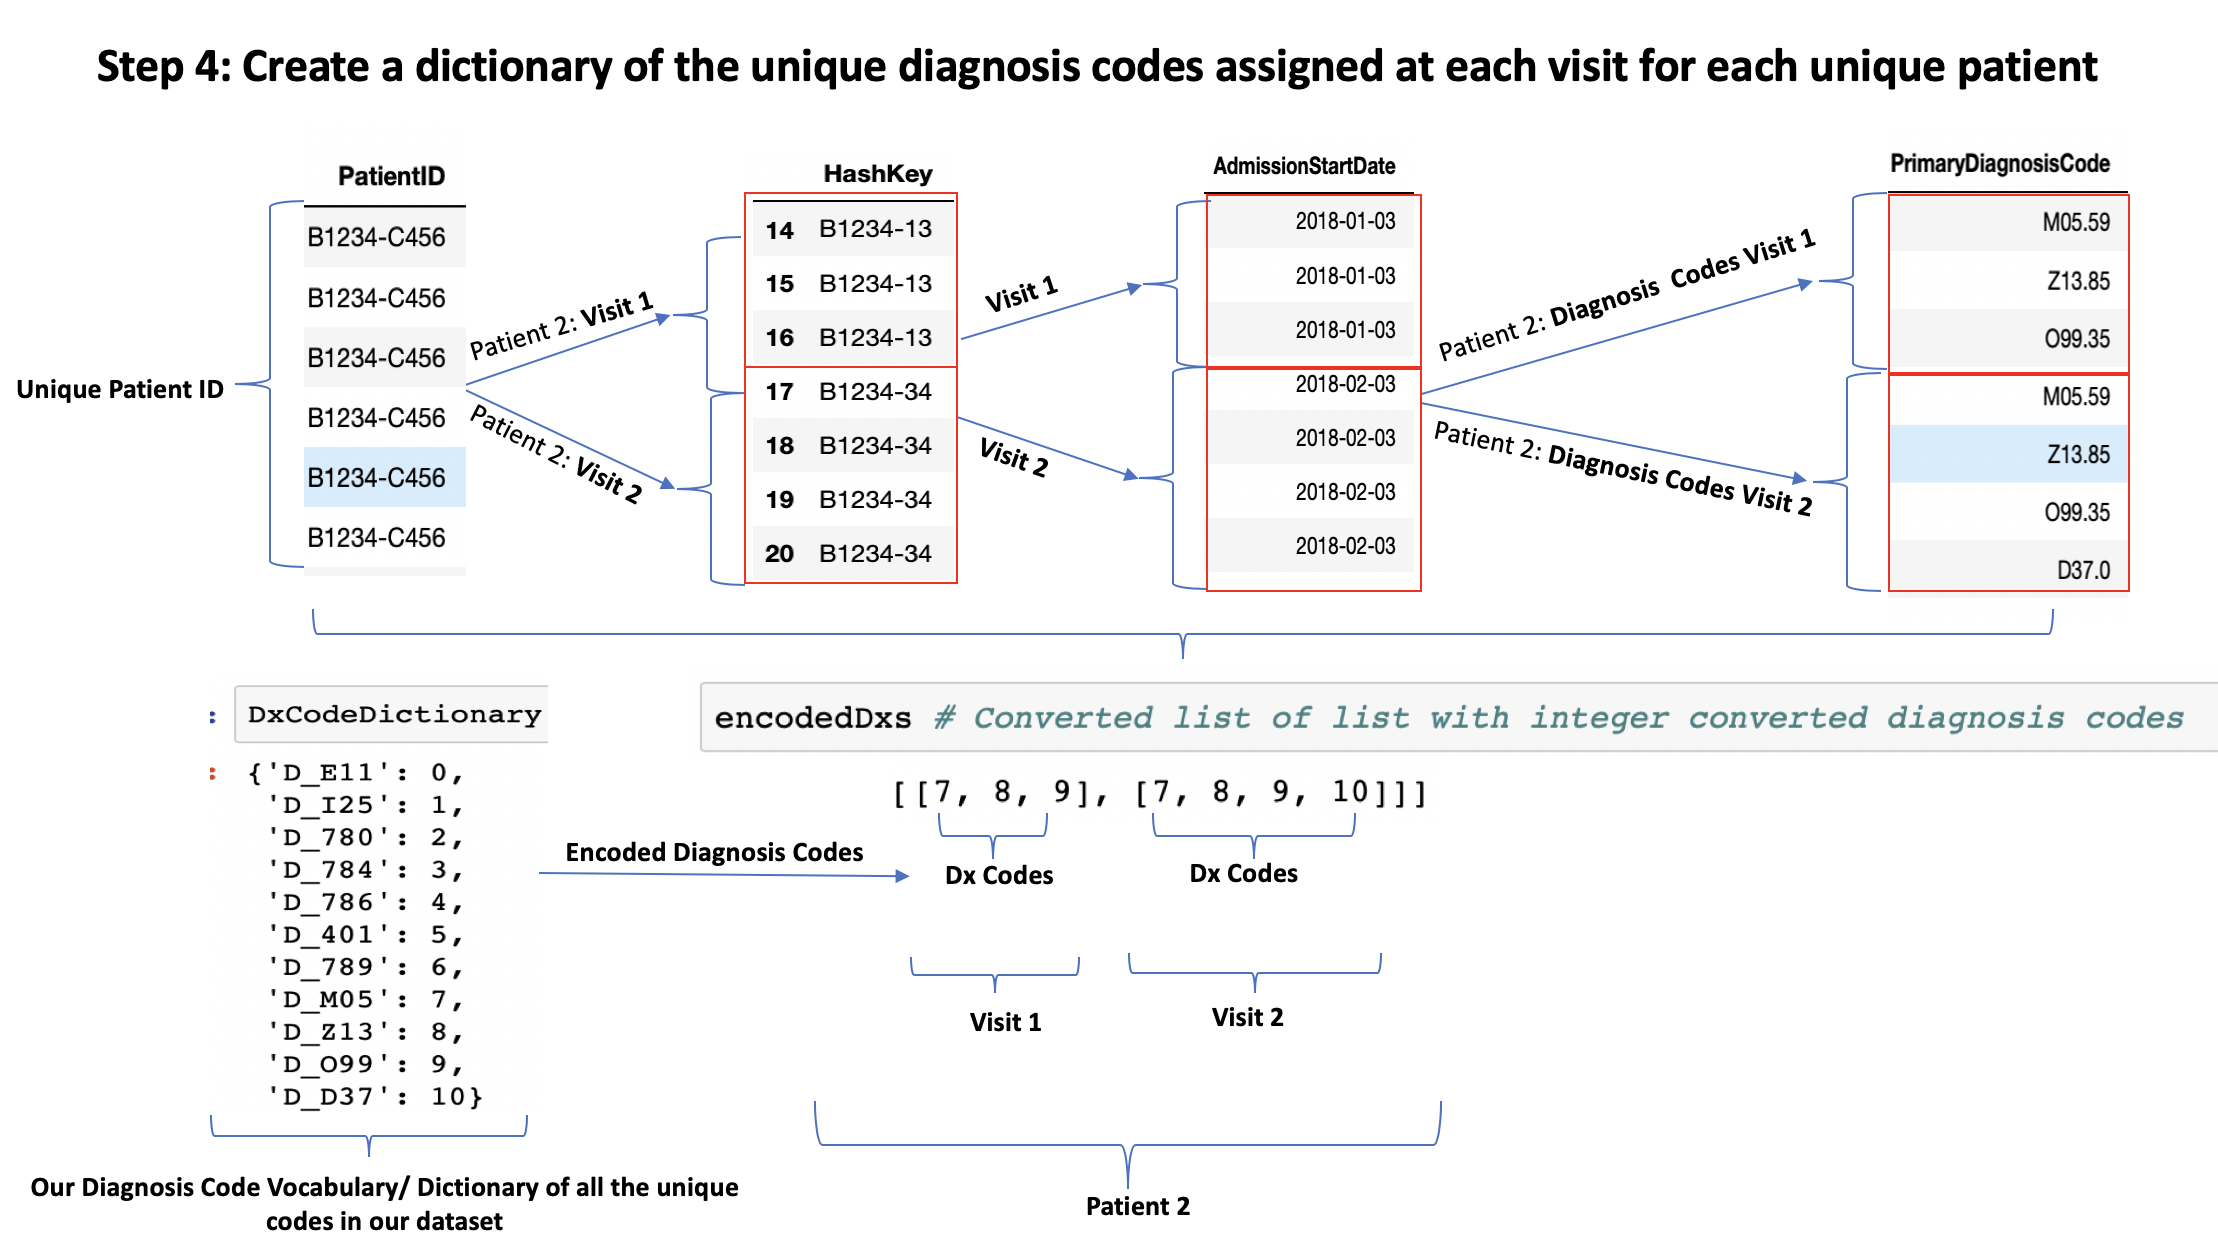 Step 4: Create a dictionary of the unique diagnosis codes assigned at each visit for each unique patient
PatientID
B1234-C456
B1234-C456
B1234-C456
B1234-C456
B1234-C456
B1234-C456
Unique Patient ID
Patient 2: Visit 1
Patient 2: Visit 2
HashKey
14 B1234-13
15 B1234-13
16 B1234-13
17 B1234-34
18 B1234-34
19 B1234-34
20 B1234-34
Visit 1
Visit 2
AdmissionStartDate
2018-01-03
2018-01-03
2018-01-03
2018-02-03
2018-02-03
2018-02-03
2018-02-03
Patient 2: Diagnosis Codes Visit 1
Patient 2: Diagnosis Codes Visit 2
PrimaryDiagnosisCode
M05.59
Z13.85
O99.35
M05.59
Z13.85
O99.35
D37.0
: DxCodeDictionary
: {'D_E11': 0,
'D_I25': 1,
'D_780': 2,
'D_784': 3,
'D_786': 4,
'D_401': 5,
'D_789': 6,
'D_M05': 7,
'D_Z13': 8,
'D_O99': 9,
'D_D37': 10}
Our Diagnosis Code Vocabulary/ Dictionary of all the unique
codes in our dataset
Encoded Diagnosis Codes
encodedDxs # Converted list of list with integer converted diagnosis codes
[[7, 8, 9], [7, 8, 9, 10]]]
Dx Codes
Dx Codes
Visit 1
Visit 2
Patient 2